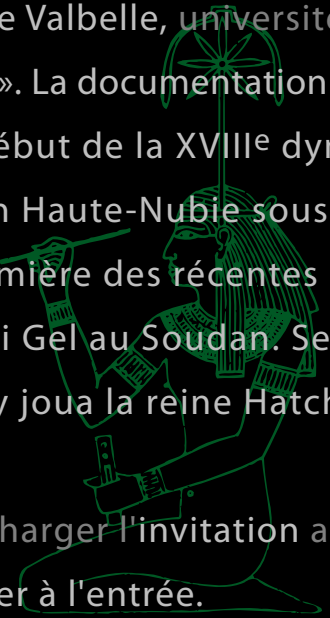 e Valbelle, université
». La documentation
ébut de la XVIIIe dy
n Haute-Nubie sous
mière des récentes
i Gel au Soudan. Se
y joua la reine Hatch
harger l'invitation a
er à l'entrée.